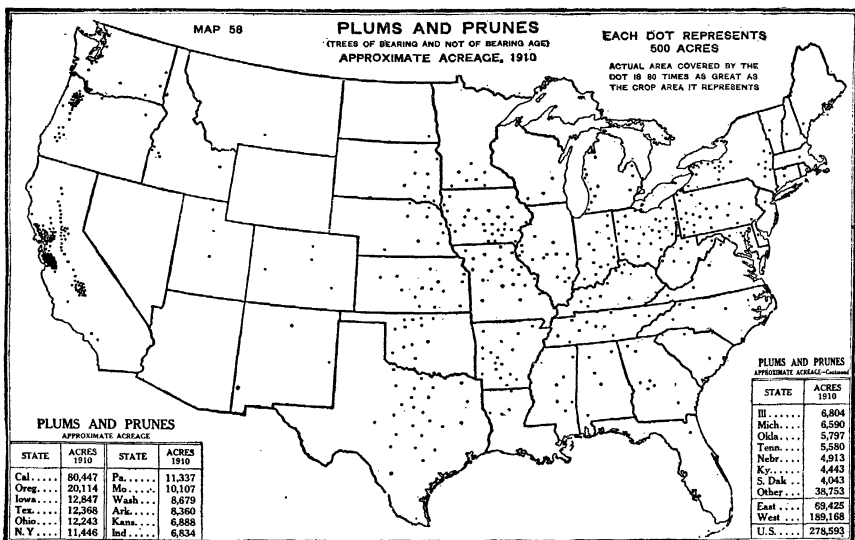 MAP 58
PLUMS AND PRUNES
(TREES OF BEARING AND NOT OF BEARING AGE)
APPROXIMATE ACREAGE, 1910
EACH DOT REPRESENTS
500 ACRES
ACTUAL AREA COVERED BY THE
DOT IS 80 TIMES AS GREAT AS
THE CROP AREA IT REPRESENTS
PLUMS AND PRUNES
APPROXIMATE ACREAGE
STATE ACRES 1910 STATE ACRES 1910
Cal..... 80,447 Pa..... 11,337
Oreg.... 20,114 Mo..... 10,107
Iowa.... 12,847 Wash... 8,679
Tex..... 12,368 Ark.... 8,360
Ohio.... 12,243 Kans.... 6,888
N.Y.... 11,446 Ind.... 6,834
PLUMS AND PRUNES
APPROXIMATE ACREAGE—Continued
STATE ACRES 1910
Ill...... 6,804
Mich.... 6,590
Okla.... 5,797
Tenn.... 5,580
Nebr.... 4,913
Ky...... 4,443
S. Dak.. 4,043
Other... 38,753
East.... 69,425
West... 189,168
U.S..... 278,593